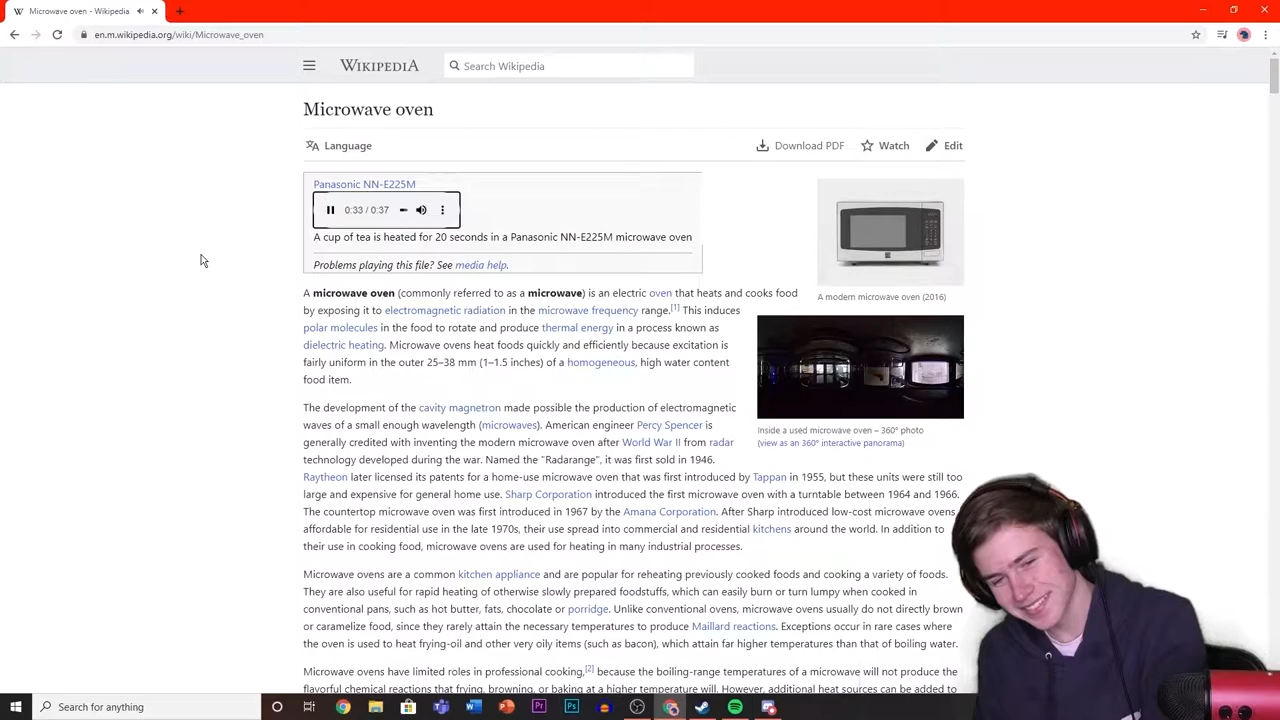 Microwave oven - Wikipedia
en.m.wikipedia.org/wiki/Microwave_oven
WIKIPEDIA
Search Wikipedia
Microwave oven
Language
Download PDF
Watch
Edit
Panasonic NN-E225M
0:33 / 0:37
A cup of tea is heated for 20 seconds in a Panasonic NN-E225M microwave oven
Problems playing this file? See media help.
A modern microwave oven (2016)
Inside a used microwave oven – 360° photo
(view as an 360° interactive panorama)
A microwave oven (commonly referred to as a microwave) is an electric oven that heats and cooks food
by exposing it to electromagnetic radiation in the microwave frequency range.[1] This induces
polar molecules in the food to rotate and produce thermal energy in a process known as
dielectric heating. Microwave ovens heat foods quickly and efficiently because excitation is
fairly uniform in the outer 25–38 mm (1–1.5 inches) of a homogeneous, high water content
food item.
The development of the cavity magnetron made possible the production of electromagnetic
waves of a small enough wavelength (microwaves). American engineer Percy Spencer is
generally credited with inventing the modern microwave oven after World War II from radar
technology developed during the war. Named the "Radarange", it was first sold in 1946.
Raytheon later licensed its patents for a home-use microwave oven that was first introduced by Tappan in 1955, but these units were still too
large and expensive for general home use. Sharp Corporation introduced the first microwave oven with a turntable between 1964 and 1966.
The countertop microwave oven was first introduced in 1967 by the Amana Corporation. After Sharp introduced low-cost microwave ovens
affordable for residential use in the late 1970s, their use spread into commercial and residential kitchens around the world. In addition to
their use in cooking food, microwave ovens are used for heating in many industrial processes.
Microwave ovens are a common kitchen appliance and are popular for reheating previously cooked foods and cooking a variety of foods.
They are also useful for rapid heating of otherwise slowly prepared foodstuffs, which can easily burn or turn lumpy when cooked in
conventional pans, such as hot butter, fats, chocolate or porridge. Unlike conventional ovens, microwave ovens usually do not directly brown
or caramelize food, since they rarely attain the necessary temperatures to produce Maillard reactions. Exceptions occur in rare cases where
the oven is used to heat frying-oil and other very oily items (such as bacon), which attain far higher temperatures than that of boiling water.
Microwave ovens have limited roles in professional cooking,[2] because the boiling-range temperatures of a microwave will not produce the
flavorful chemical reactions that frying, browning, or baking at a higher temperature will. However, additional heat sources can be added to
Search for anything